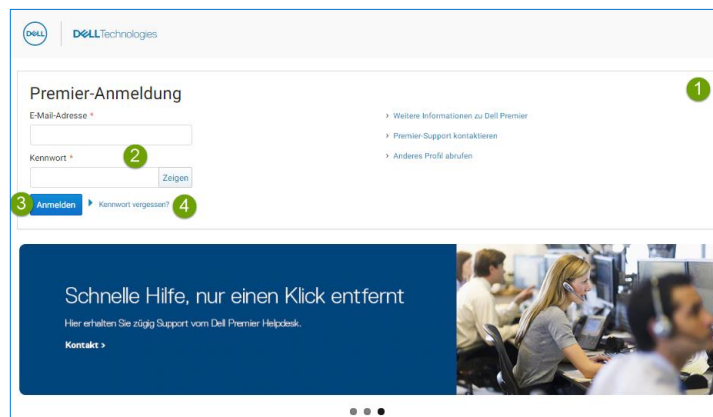 DELL
DELLTechnologies
1
Premier-Anmeldung
E-Mail-Adresse *
› Weitere Informationen zu Dell Premier
› Premier-Support kontaktieren
Kennwort *
2
› Anderes Profil abrufen
Zeigen
3
Anmelden
Kennwort vergessen?
4
Schnelle Hilfe, nur einen Klick entfernt
Hier erhalten Sie zügig Support vom Dell Premier Helpdesk.
Kontakt >